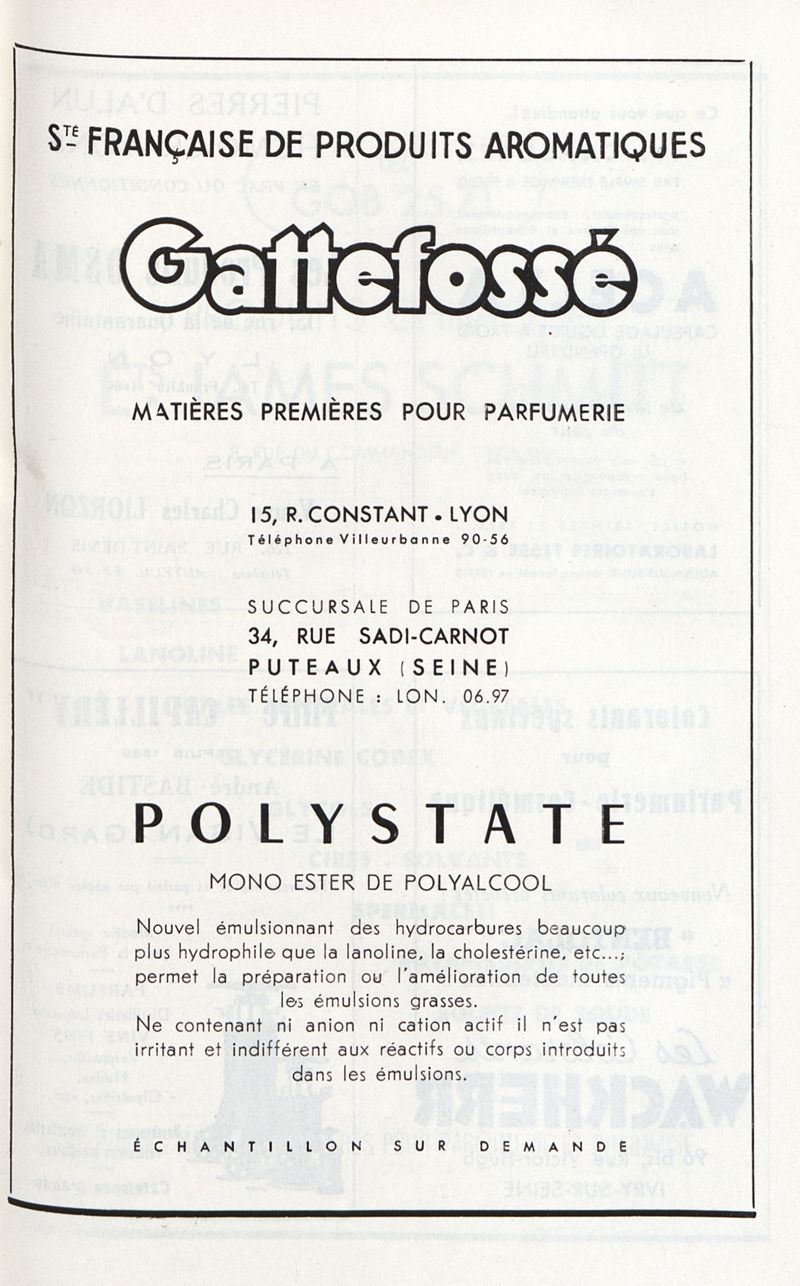 STÉ FRANÇAISE DE PRODUITS AROMATIQUES
Gattefossé
MATIÈRES PREMIÈRES POUR PARFUMERIE
15, R. CONSTANT - LYON
Téléphone Villeurbanne 90-56
SUCCURSALE DE PARIS
34, RUE SADI-CARNOT
PUTEAUX (SEINE)
TÉLÉPHONE : LON. 06.97
POLYSTATE
MONO ESTER DE POLYALCOOL
Nouvel émulsionnant des hydrocarbures beaucoup
plus hydrophile que la lanoline, la cholestérine, etc...;
permet la préparation ou l'amélioration de toutes
les émulsions grasses.
Ne contenant ni anion ni cation actif il n'est pas
irritant et indifférent aux réactifs ou corps introduits
dans les émulsions.
ÉCHANTILLON SUR DEMANDE